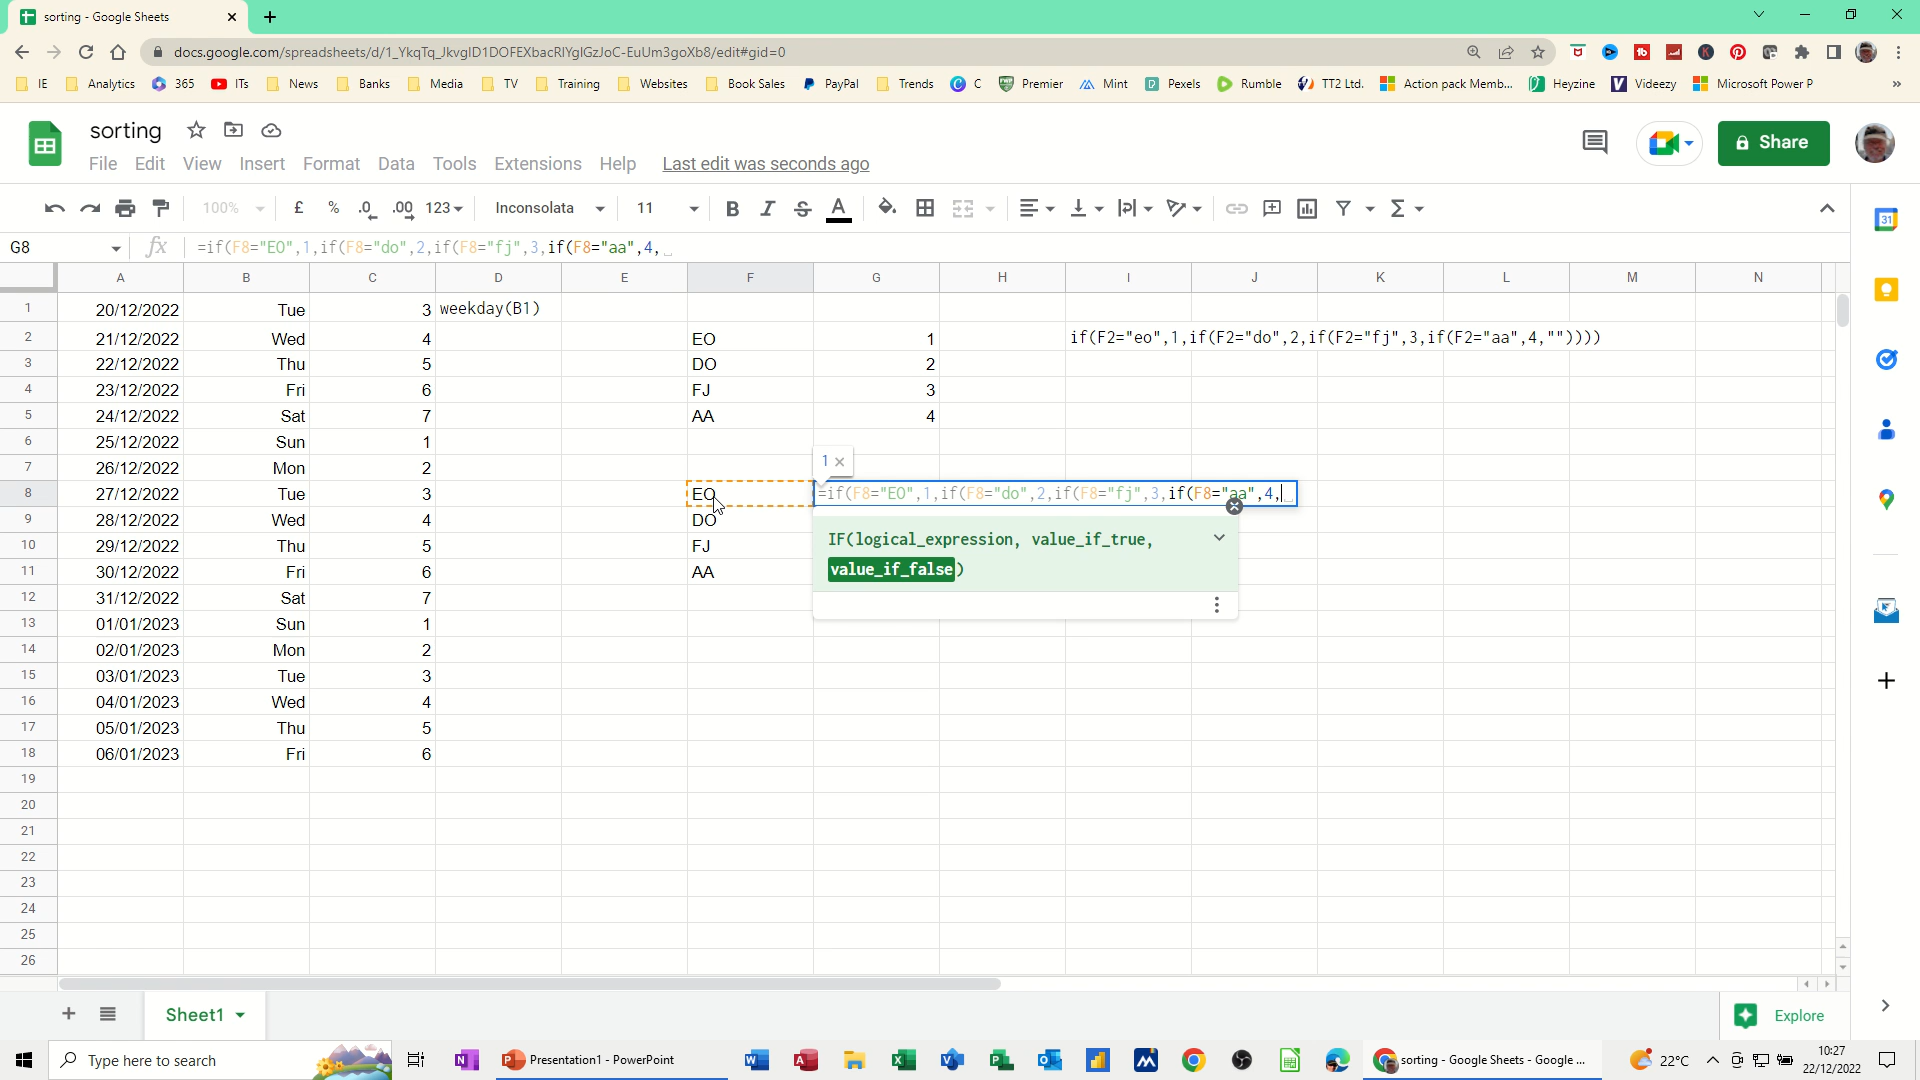 sorting - Google Sheets
docs.google.com/spreadsheets/d/1_YkqTq_JkvgID1DOFEXbacRIYgIGzJoC-EuUm3goXb8/edit#gid=0
IE Analytics 365 ITs News Banks Media TV Training Websites Book Sales PayPal Trends C Premier Mint Pexels Rumble TT2 Ltd. Action pack Memb... Heyzine Videezy Microsoft Power P
sorting
Share
File Edit View Insert Format Data Tools Extensions Help Last edit was seconds ago
100% £ % .0 .00 123 Inconsolata 11 B I S A
G8 fx =if(F8="EO",1,if(F8="do",2,if(F8="fj",3,if(F8="aa",4,
A B C D E F G H I J K L M N
1 20/12/2022 Tue 3 weekday(B1)
2 21/12/2022 Wed 4 EO 1 if(F2="eo",1,if(F2="do",2,if(F2="fj",3,if(F2="aa",4,""))))
3 22/12/2022 Thu 5 DO 2
4 23/12/2022 Fri 6 FJ 3
5 24/12/2022 Sat 7 AA 4
6 25/12/2022 Sun 1
7 26/12/2022 Mon 2 1 ×
8 27/12/2022 Tue 3 EO =if(F8="EO",1,if(F8="do",2,if(F8="fj",3,if(F8="aa",4,
9 28/12/2022 Wed 4 DO
10 29/12/2022 Thu 5 FJ IF(logical_expression, value_if_true,
value_if_false)
11 30/12/2022 Fri 6 AA
12 31/12/2022 Sat 7
13 01/01/2023 Sun 1
14 02/01/2023 Mon 2
15 03/01/2023 Tue 3
16 04/01/2023 Wed 4
17 05/01/2023 Thu 5
18 06/01/2023 Fri 6
19
20
21
22
23
24
25
26
Sheet1 Explore
Type here to search Presentation1 - PowerPoint sorting - Google Sheets - Google ... 22°C 10:27
22/12/2022